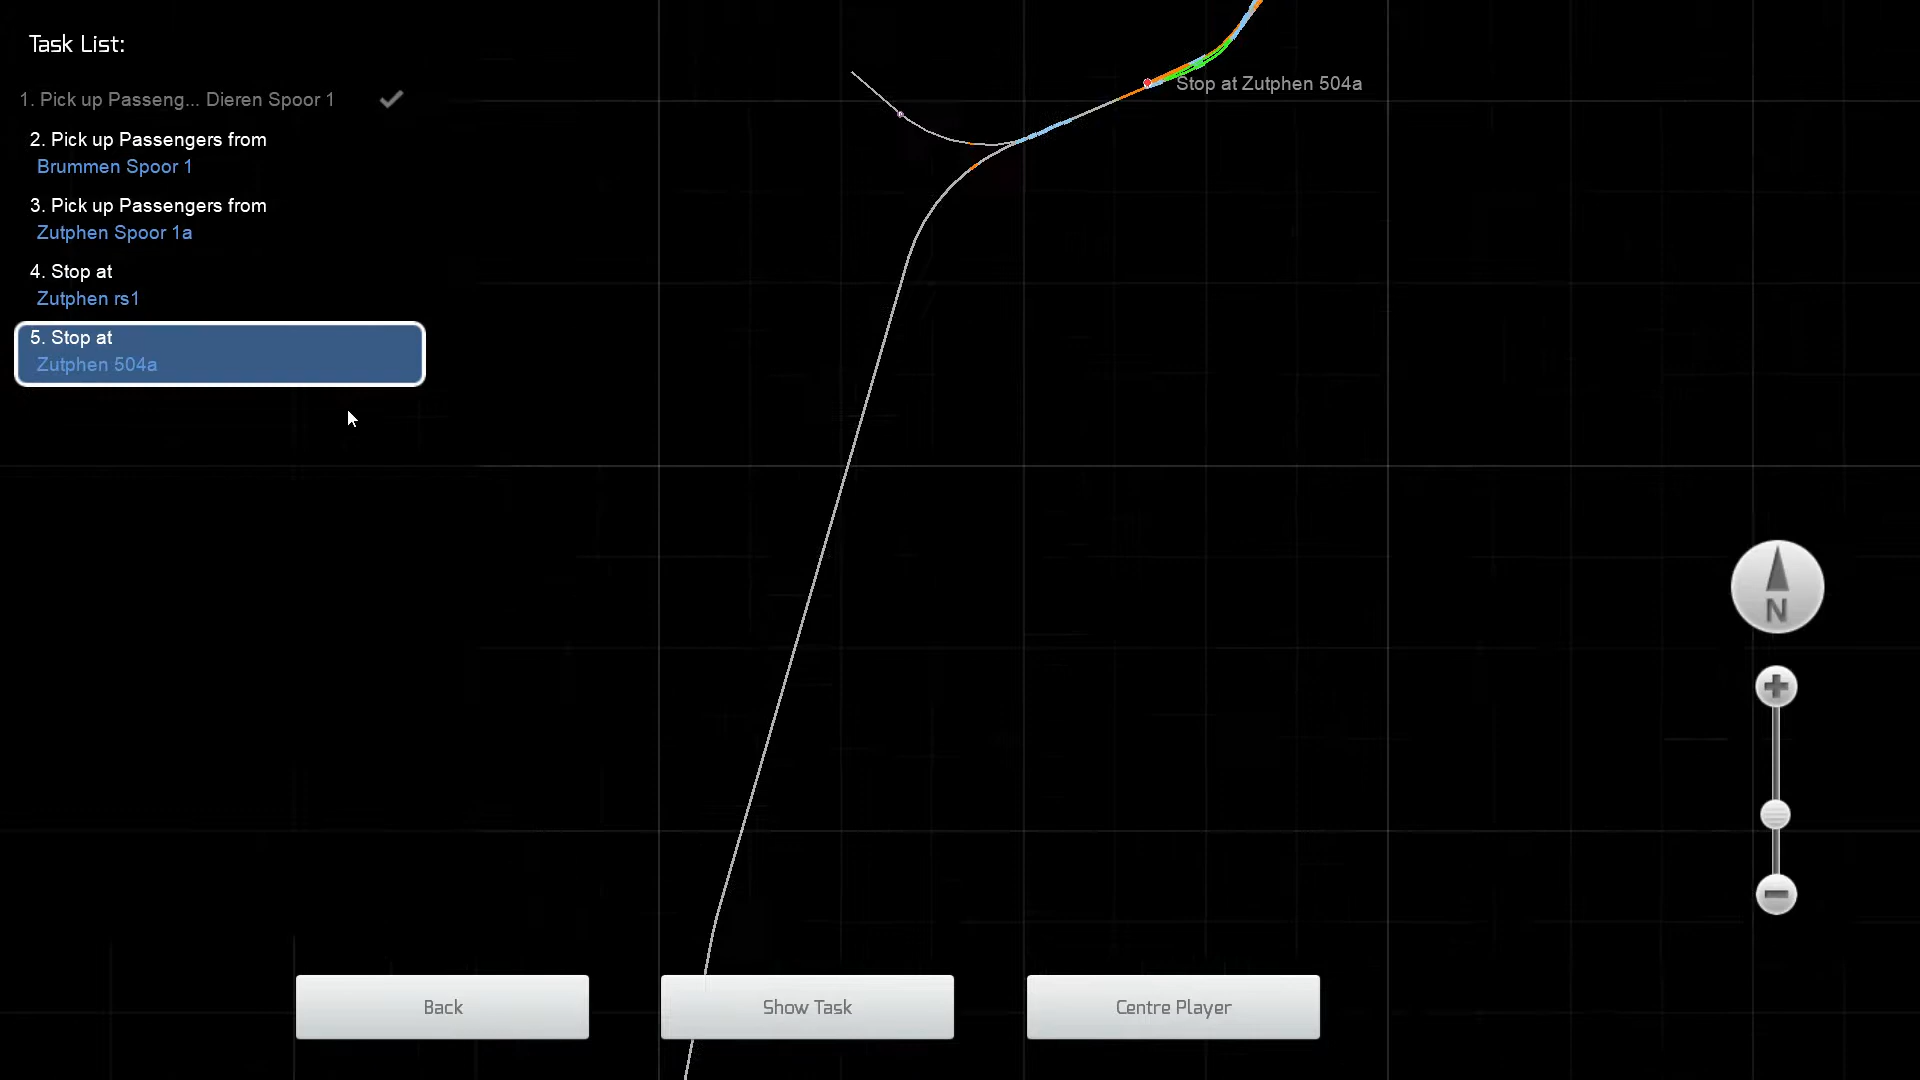 Task List:
1. Pick up Passeng... Dieren Spoor 1
2. Pick up Passengers from
Brummen Spoor 1
3. Pick up Passengers from
Zutphen Spoor 1a
4. Stop at
Zutphen rs1
5. Stop at
Zutphen 504a
Stop at Zutphen 504a
N
Back
Show Task
Centre Player